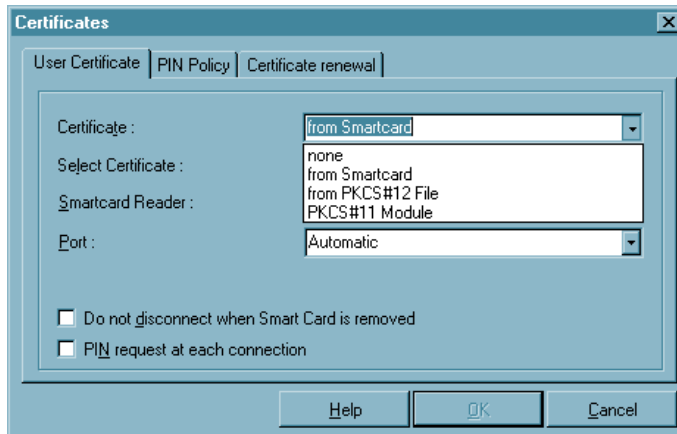 Certificates
User Certificate PIN Policy Certificate renewal
Certificate : from Smartcard
none
Select Certificate : from Smartcard
from PKCS#12 File
Smartcard Reader : PKCS#11 Module
Port : Automatic
Do not disconnect when Smart Card is removed
PIN request at each connection
Help OK Cancel